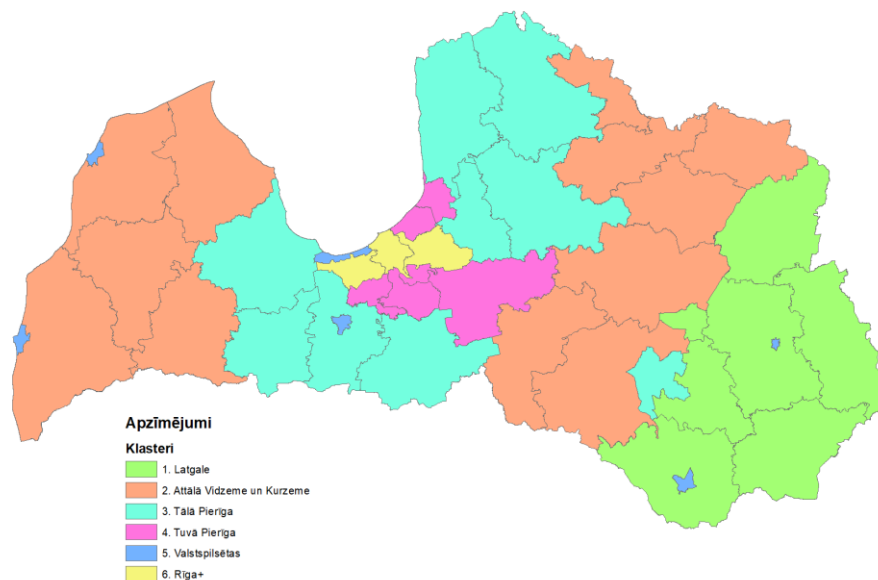 Apzīmējumi
Klasteri
1. Latgale
2. Attālā Vidzeme un Kurzeme
3. Tālā Pierīga
4. Tuvā Pierīga
5. Valstspilsētas
6. Rīga+